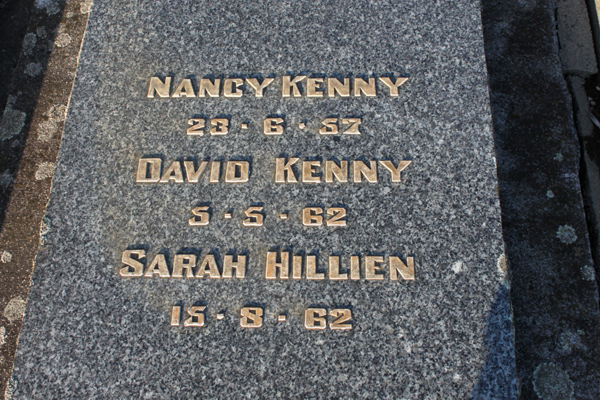 NANCY KENNY
23 · 6 · 57
DAVID KENNY
5 · 5 · 62
SARAH HILLIEN
15 · 8 · 62